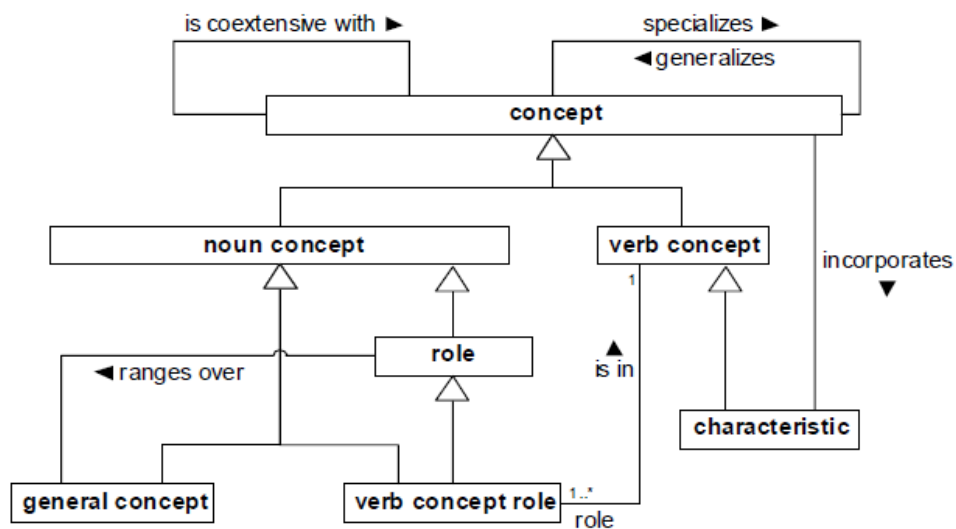 is coextensive with ►
specializes ►
◄ generalizes
concept
noun concept
verb concept
incorporates
▼
1
role
◄ ranges over
▲
is in
characteristic
general concept
verb concept role
1..*
role